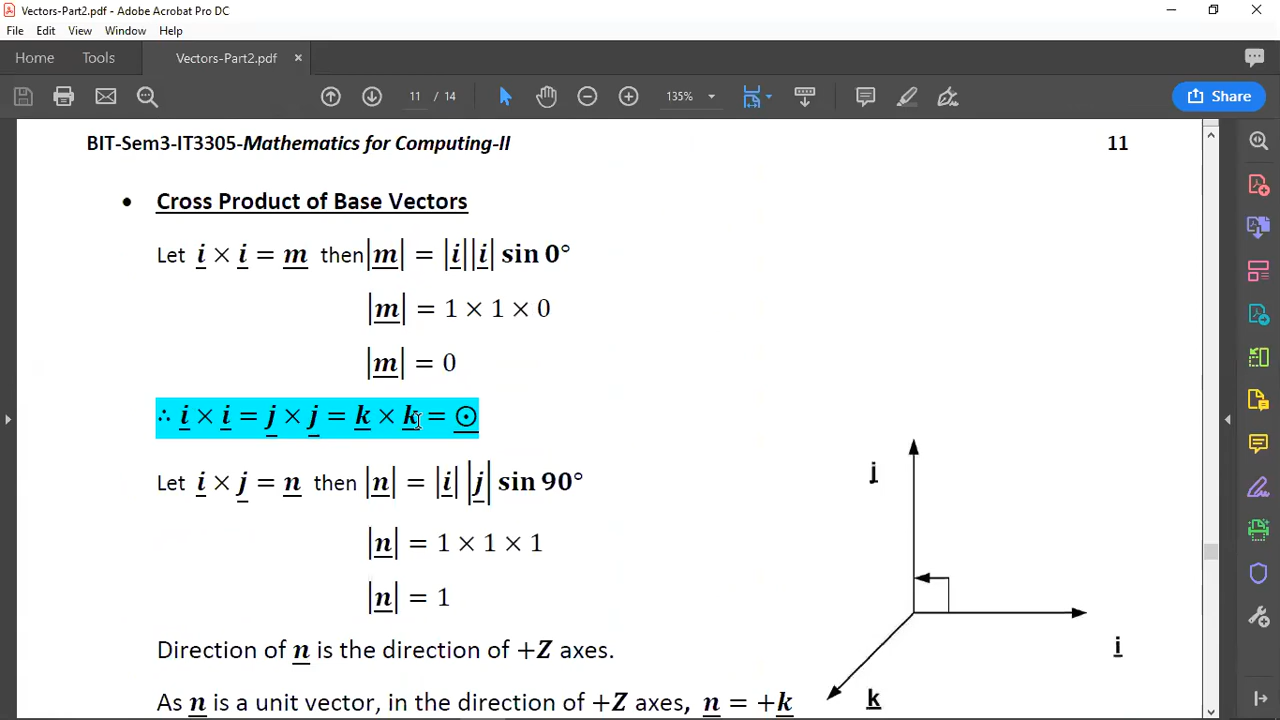 Vectors-Part2.pdf - Adobe Acrobat Pro DC
File Edit View Window Help
Home Tools Vectors-Part2.pdf ×
11 / 14 135% Share
BIT-Sem3-IT3305-Mathematics for Computing-II 11
• Cross Product of Base Vectors
Let i × i = m then |m| = |i||i| sin 0°
|m| = 1 × 1 × 0
|m| = 0
∴ i × i = j × j = k × k = ⊙
Let i × j = n then |n| = |i| |j| sin 90°
|n| = 1 × 1 × 1
|n| = 1
Direction of n is the direction of +Z axes.
As n is a unit vector, in the direction of +Z axes, n = +k
j
i
k